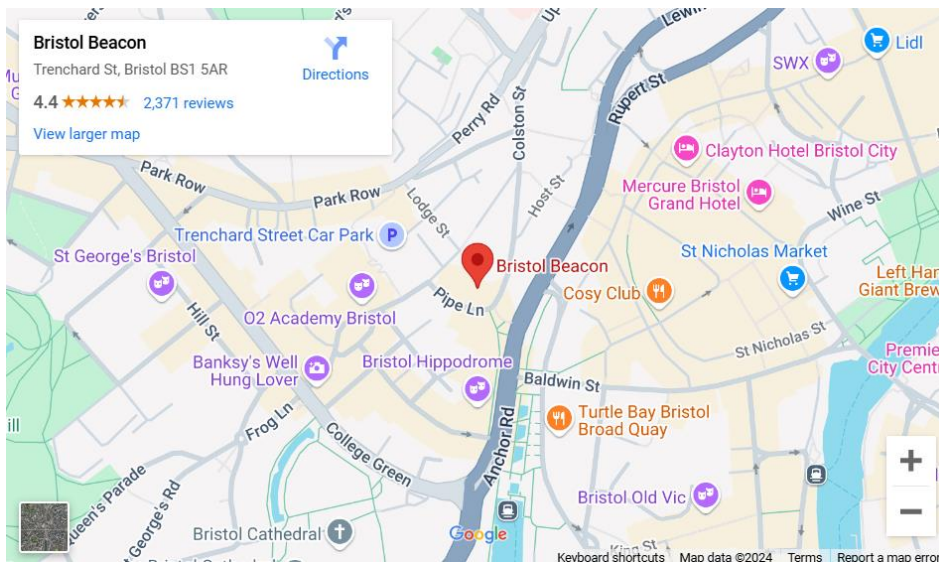 Bristol Beacon
Trenchard St, Bristol BS1 5AR
Directions
4.4
2,371 reviews
View larger map
Lewin
Lidl
SWX
Rupert St
Perry Rd
Colston St
Clayton Hotel Bristol City
Park Row
Park Row
Lodge St
Host St
Mercure Bristol
Grand Hotel
Wine St
Trenchard Street Car Park
P
St George's Bristol
Bristol Beacon
St Nicholas Market
Cosy Club
Left Han
Giant Brew
O2 Academy Bristol
Pipe Ln
Hill St
St Nicholas St
Banksy's Well
Hung Lover
Bristol Hippodrome
Premie
City Cent
Baldwin St
Frog Ln
Turtle Bay Bristol
Broad Quay
ill
College Green
Anchor Rd
Queen's Parade
George's Rd
Bristol Old Vic
Bristol Cathedral
Google
King St
Keyboard shortcuts
Map data ©2024
Terms
Report a map error